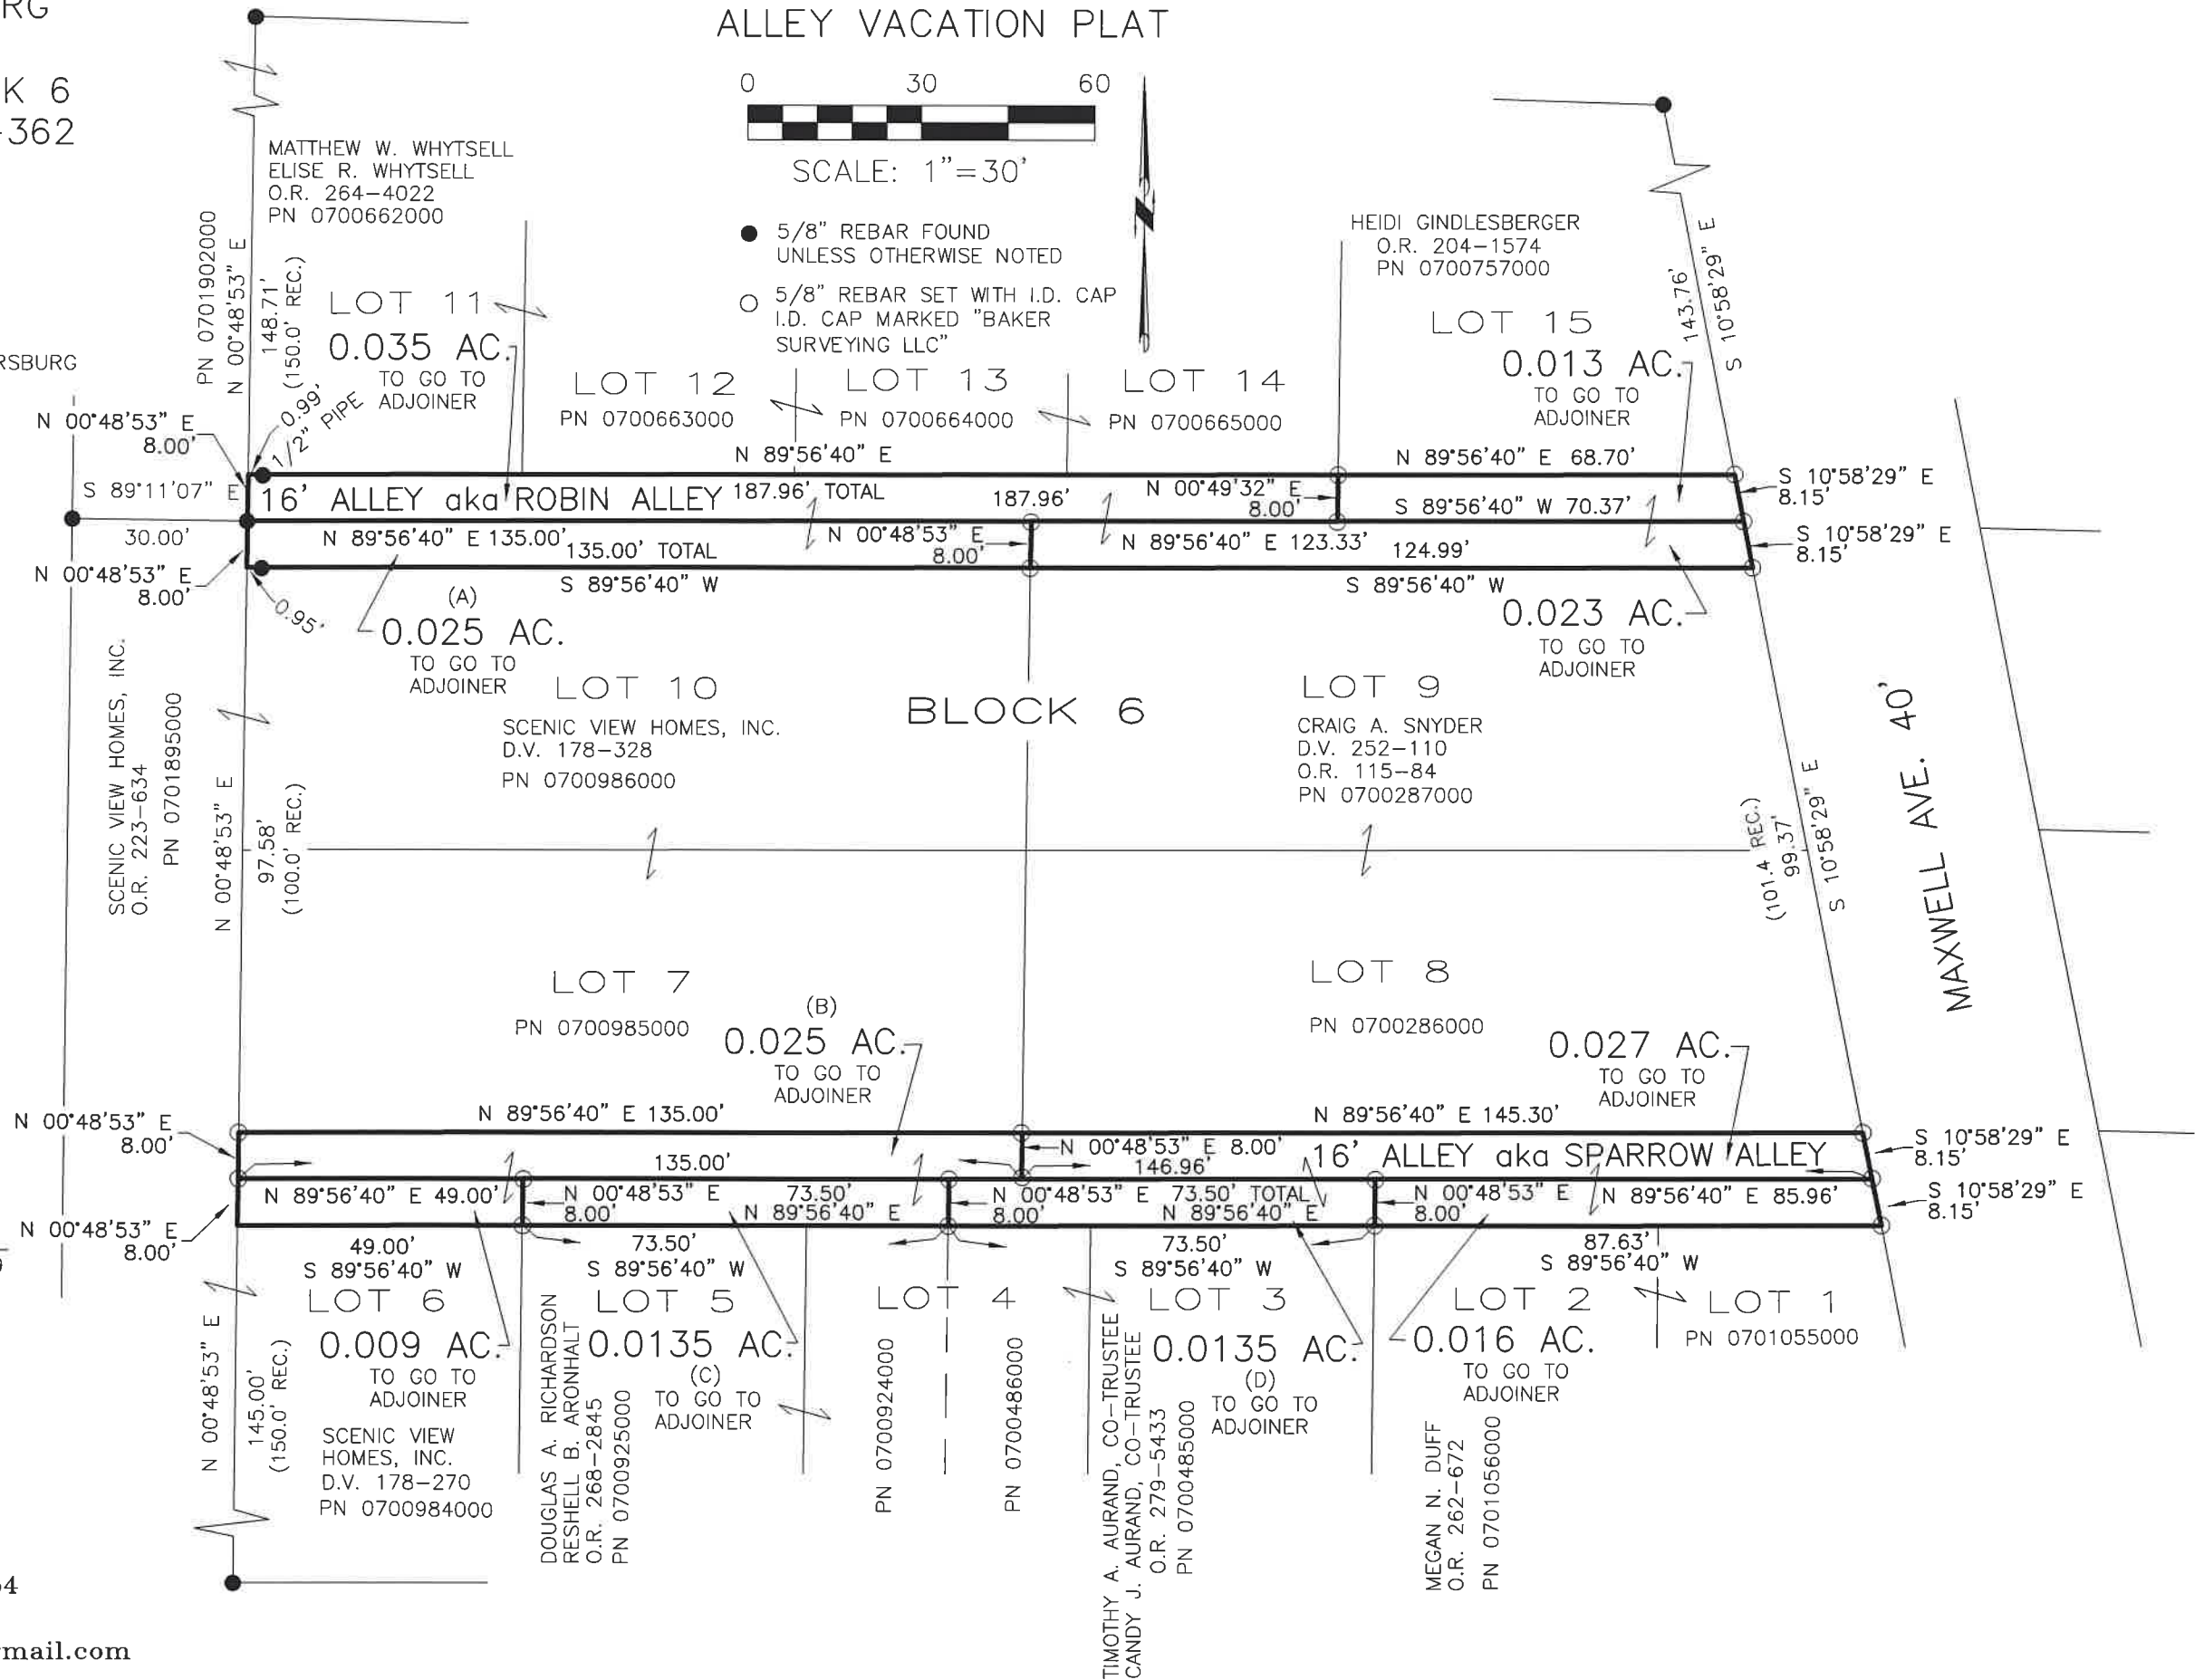 RG
K 6
-362
RSBURG
ALLEY VACATION PLAT
0 30 60
SCALE: 1"=30'
5/8" REBAR FOUND
UNLESS OTHERWISE NOTED
5/8" REBAR SET WITH I.D. CAP
I.D. CAP MARKED "BAKER
SURVEYING LLC"
MATTHEW W. WHYTSELL
ELISE R. WHYTSELL
O.R. 264-4022
PN 0700662000
PN 0701902000
N 00°48'53" E
148.71'
(150.0' REC.)
LOT 11
0.035 AC.
TO GO TO
ADJOINER
0.99'
1/2" PIPE
LOT 12
PN 0700663000
LOT 13
PN 0700664000
LOT 14
PN 0700665000
HEIDI GINDLESBERGER
O.R. 204-1574
PN 0700757000
LOT 15
0.013 AC.
TO GO TO
ADJOINER
143.76'
S 10°58'29" E
N 00°48'53" E
8.00'
S 89°11'07" E
30.00'
N 00°48'53" E
8.00'
N 89°56'40" E
N 89°56'40" E 68.70'
16' ALLEY aka ROBIN ALLEY
187.96' TOTAL
187.96'
N 00°49'32" E
8.00'
S 89°56'40" W 70.37'
S 10°58'29" E
8.15'
N 89°56'40" E 135.00'
135.00' TOTAL
N 00°48'53" E
8.00'
N 89°56'40" E 123.33'
124.99'
S 10°58'29" E
8.15'
S 89°56'40" W
S 89°56'40" W
0.95'
(A)
0.025 AC.
TO GO TO
ADJOINER
0.023 AC.
TO GO TO
ADJOINER
LOT 10
SCENIC VIEW HOMES, INC.
D.V. 178-328
PN 0700986000
BLOCK 6
LOT 9
CRAIG A. SNYDER
D.V. 252-110
O.R. 115-84
PN 0700287000
SCENIC VIEW HOMES, INC.
O.R. 223-634
PN 0701895000
N 00°48'53" E
97.58'
(100.0' REC.)
(101.4 REC.)
99.37'
S 10°58'29" E
MAXWELL AVE. 40'
LOT 7
PN 0700985000
(B)
0.025 AC.
TO GO TO
ADJOINER
LOT 8
PN 0700286000
0.027 AC.
TO GO TO
ADJOINER
N 00°48'53" E
8.00'
N 89°56'40" E 135.00'
N 89°56'40" E 145.30'
135.00'
N 00°48'53" E 8.00'
146.96'
16' ALLEY aka SPARROW ALLEY
S 10°58'29" E
8.15'
N 00°48'53" E
8.00'
N 89°56'40" E 49.00'
N 00°48'53" E
8.00'
73.50'
N 89°56'40" E
N 00°48'53" E
8.00'
73.50' TOTAL
N 89°56'40" E
N 00°48'53" E
8.00'
N 89°56'40" E 85.96'
S 10°58'29" E
8.15'
49.00'
S 89°56'40" W
73.50'
S 89°56'40" W
73.50'
S 89°56'40" W
87.63'
S 89°56'40" W
N 00°48'53" E
145.00'
(150.0' REC.)
LOT 6
0.009 AC.
TO GO TO
ADJOINER
SCENIC VIEW
HOMES, INC.
D.V. 178-270
PN 0700984000
DOUGLAS A. RICHARDSON
RESHELL B. ARONHALT
O.R. 268-2845
PN 0700925000
LOT 5
0.0135 AC.
(C)
TO GO TO
ADJOINER
LOT 4
PN 0700924000
PN 0700486000
TIMOTHY A. AURAND, CO-TRUSTEE
CANDY J. AURAND, CO-TRUSTEE
O.R. 279-5433
PN 0700485000
LOT 3
0.0135 AC.
(D)
TO GO TO
ADJOINER
LOT 2
0.016 AC.
TO GO TO
ADJOINER
MEGAN N. DUFF
O.R. 262-672
PN 0701056000
LOT 1
PN 0701055000
mail.com